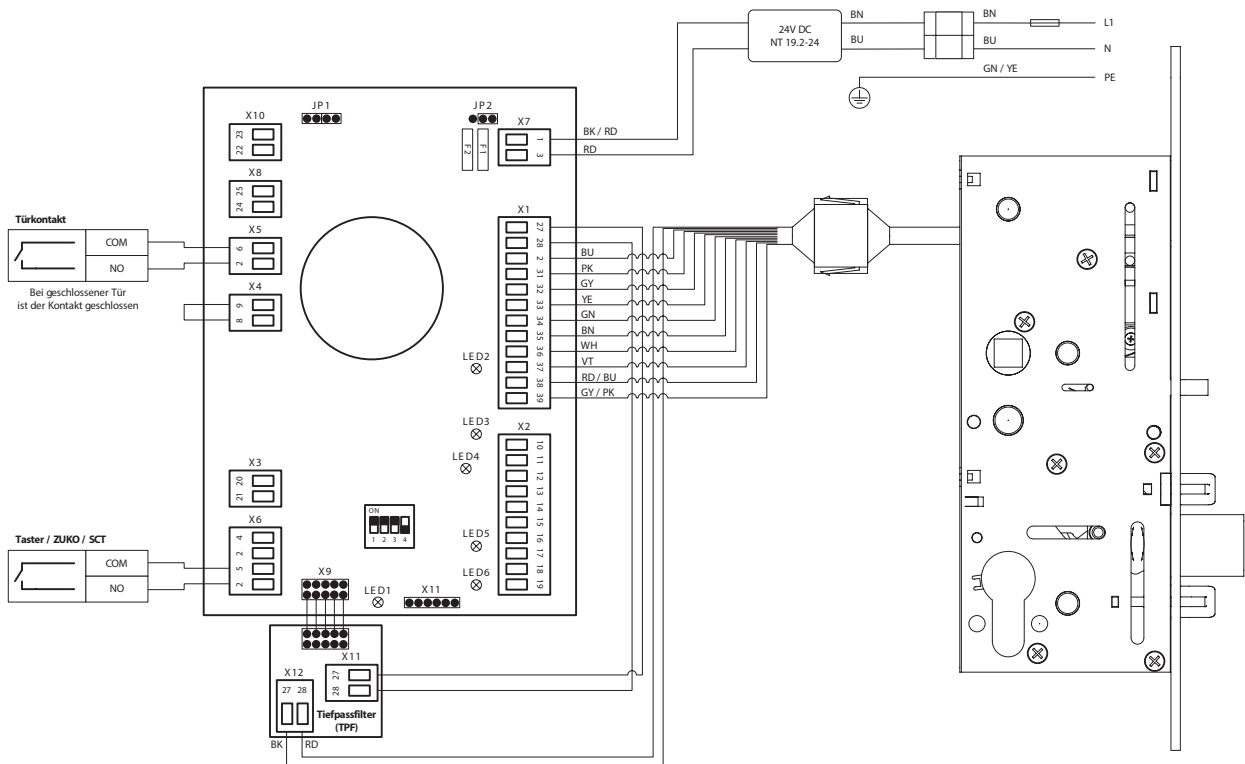 24V DC
NT 19.2-24
BN
BU
BN
BU
L1
N
GN / YE
PE
JP1
JP2
X10
23
22
X7
1
3
F2
F1
BK / RD
RD
X8
25
24
Türkontakt
COM
NO
Bei geschlossener Tür
ist der Kontakt geschlossen
X5
6
2
X4
9
8
X1
27
28
2
31
32
33
34
35
36
37
38
39
BU
PK
GY
YE
GN
BN
WH
VT
RD / BU
GY / PK
LED2
LED3
LED4
LED5
LED6
X2
10
11
12
13
14
15
16
17
18
19
X3
20
21
ON
1 2 3 4
Taster / ZUKO / SCT
COM
NO
X6
4
2
5
2
X9
LED1
X11
X11
27
28
X12
27 28
Tiefpassfilter
(TPF)
BK
RD